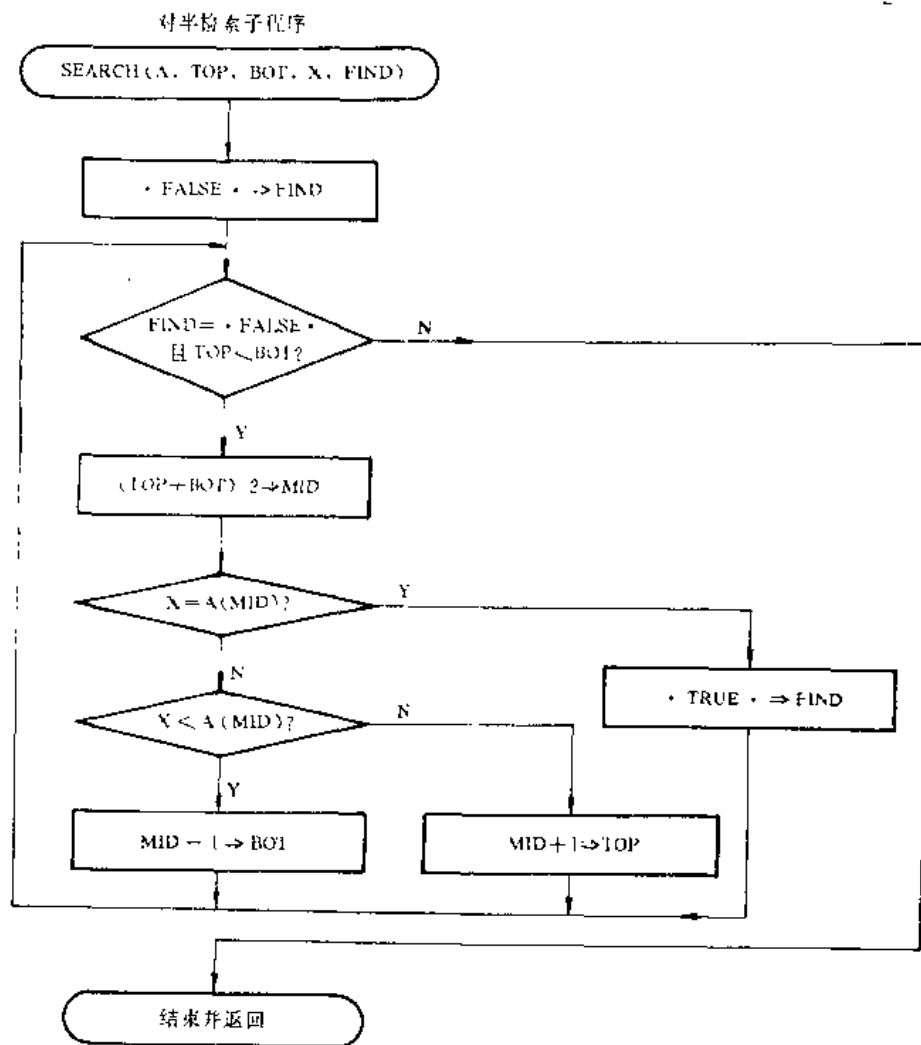 对半检索子程序
SEARCH(A, TOP, BOT, X, FIND)
· FALSE · ⇒FIND
FIND= · FALSE ·
且 TOP<BOT?
N
Y
(TOP+BOT) 2⇒MID
X=A(MID)?
Y
N
· TRUE · ⇒FIND
X<A(MID)?
N
Y
MID-1⇒BOT
MID+1⇒TOP
结束并返回